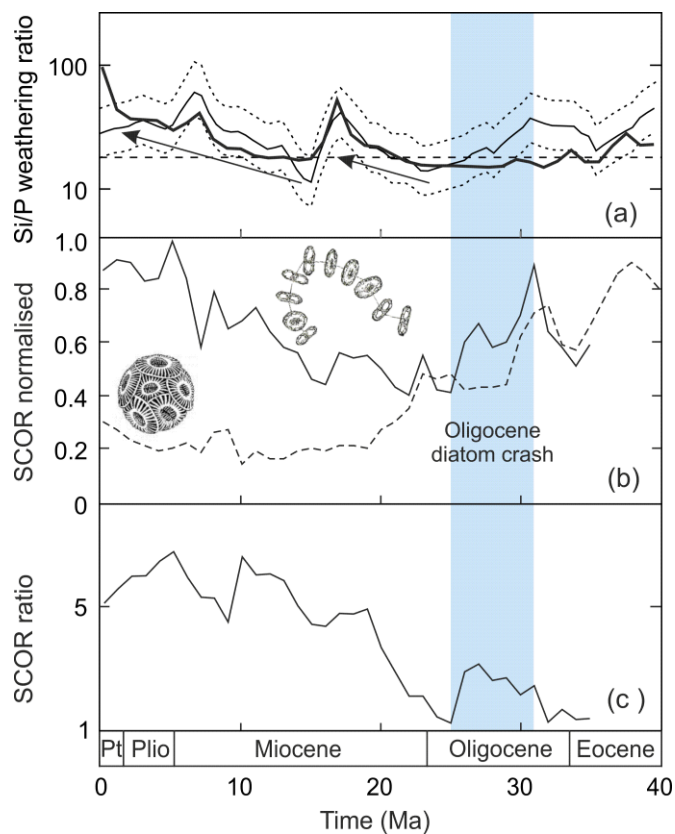 Si/P weathering ratio
100
10
(a)
SCOR normalised
1.0
0.8
0.6
0.4
0.2
0
Oligocene
diatom crash
(b)
SCOR ratio
5
1
(c )
Pt Plio Miocene Oligocene Eocene
0 10 20 30 40
Time (Ma)